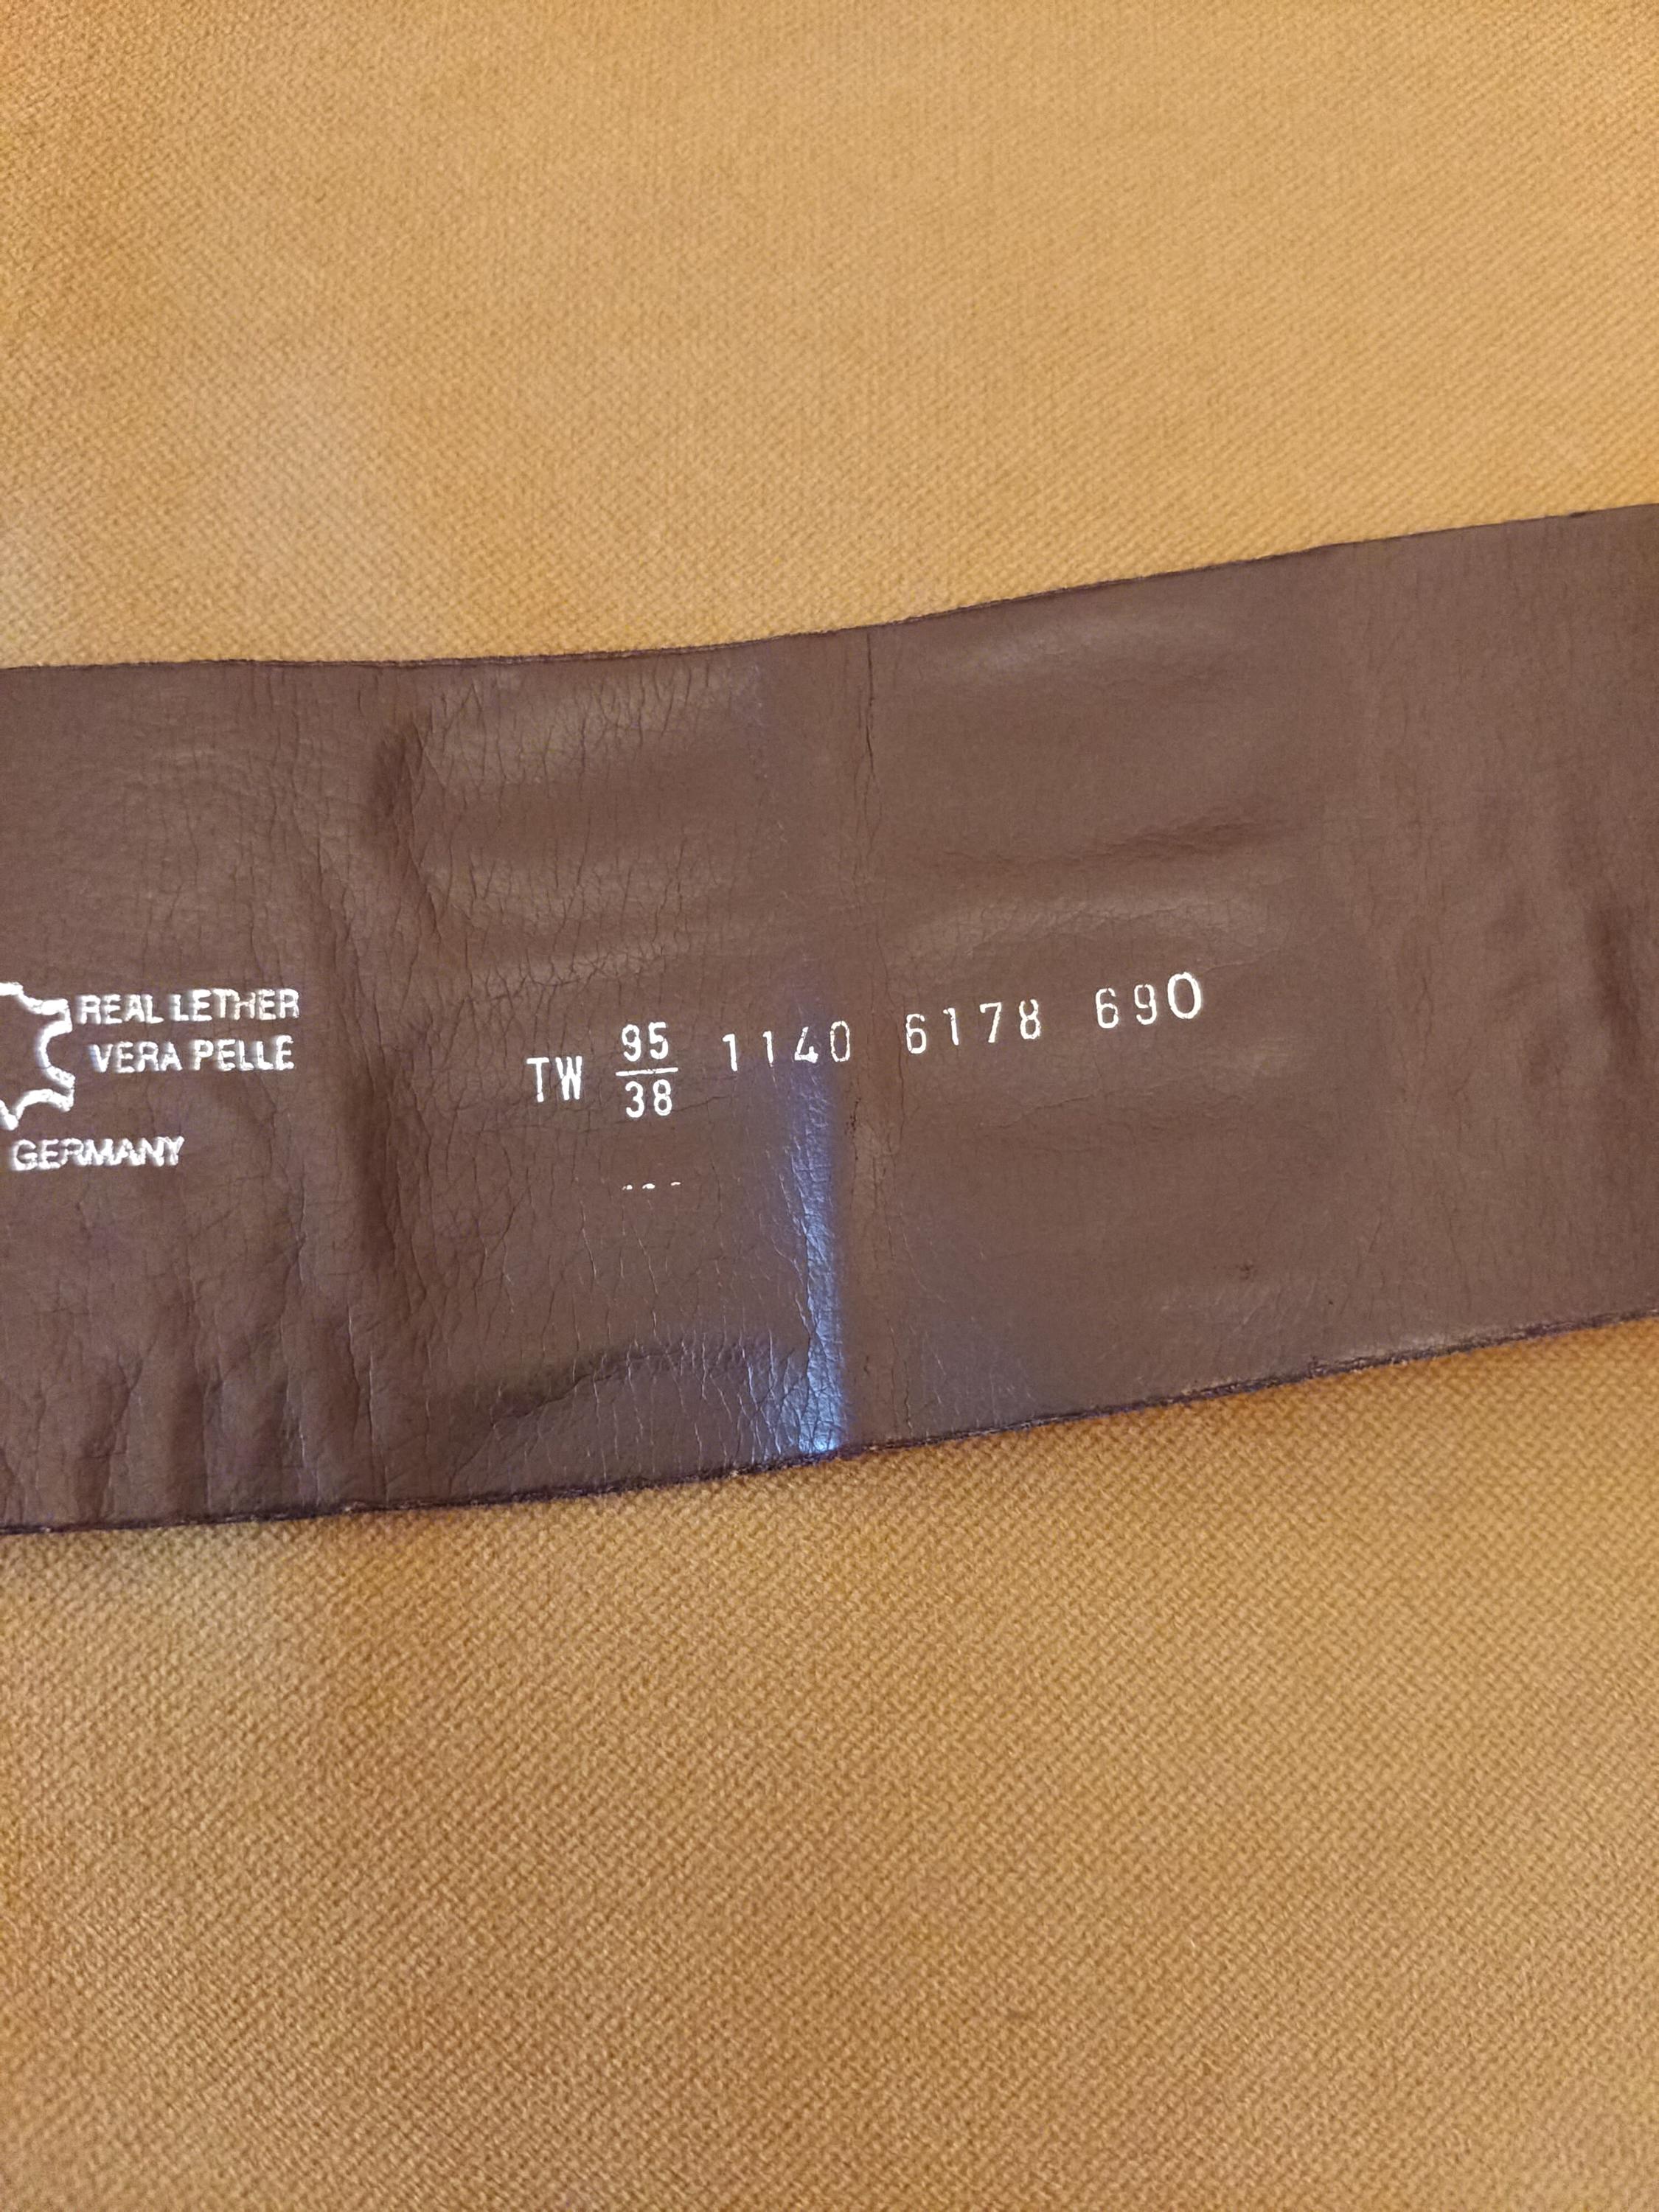 REAL LETHER
VERA PELLE
GERMANY
TW 95/38 1140 6178 690